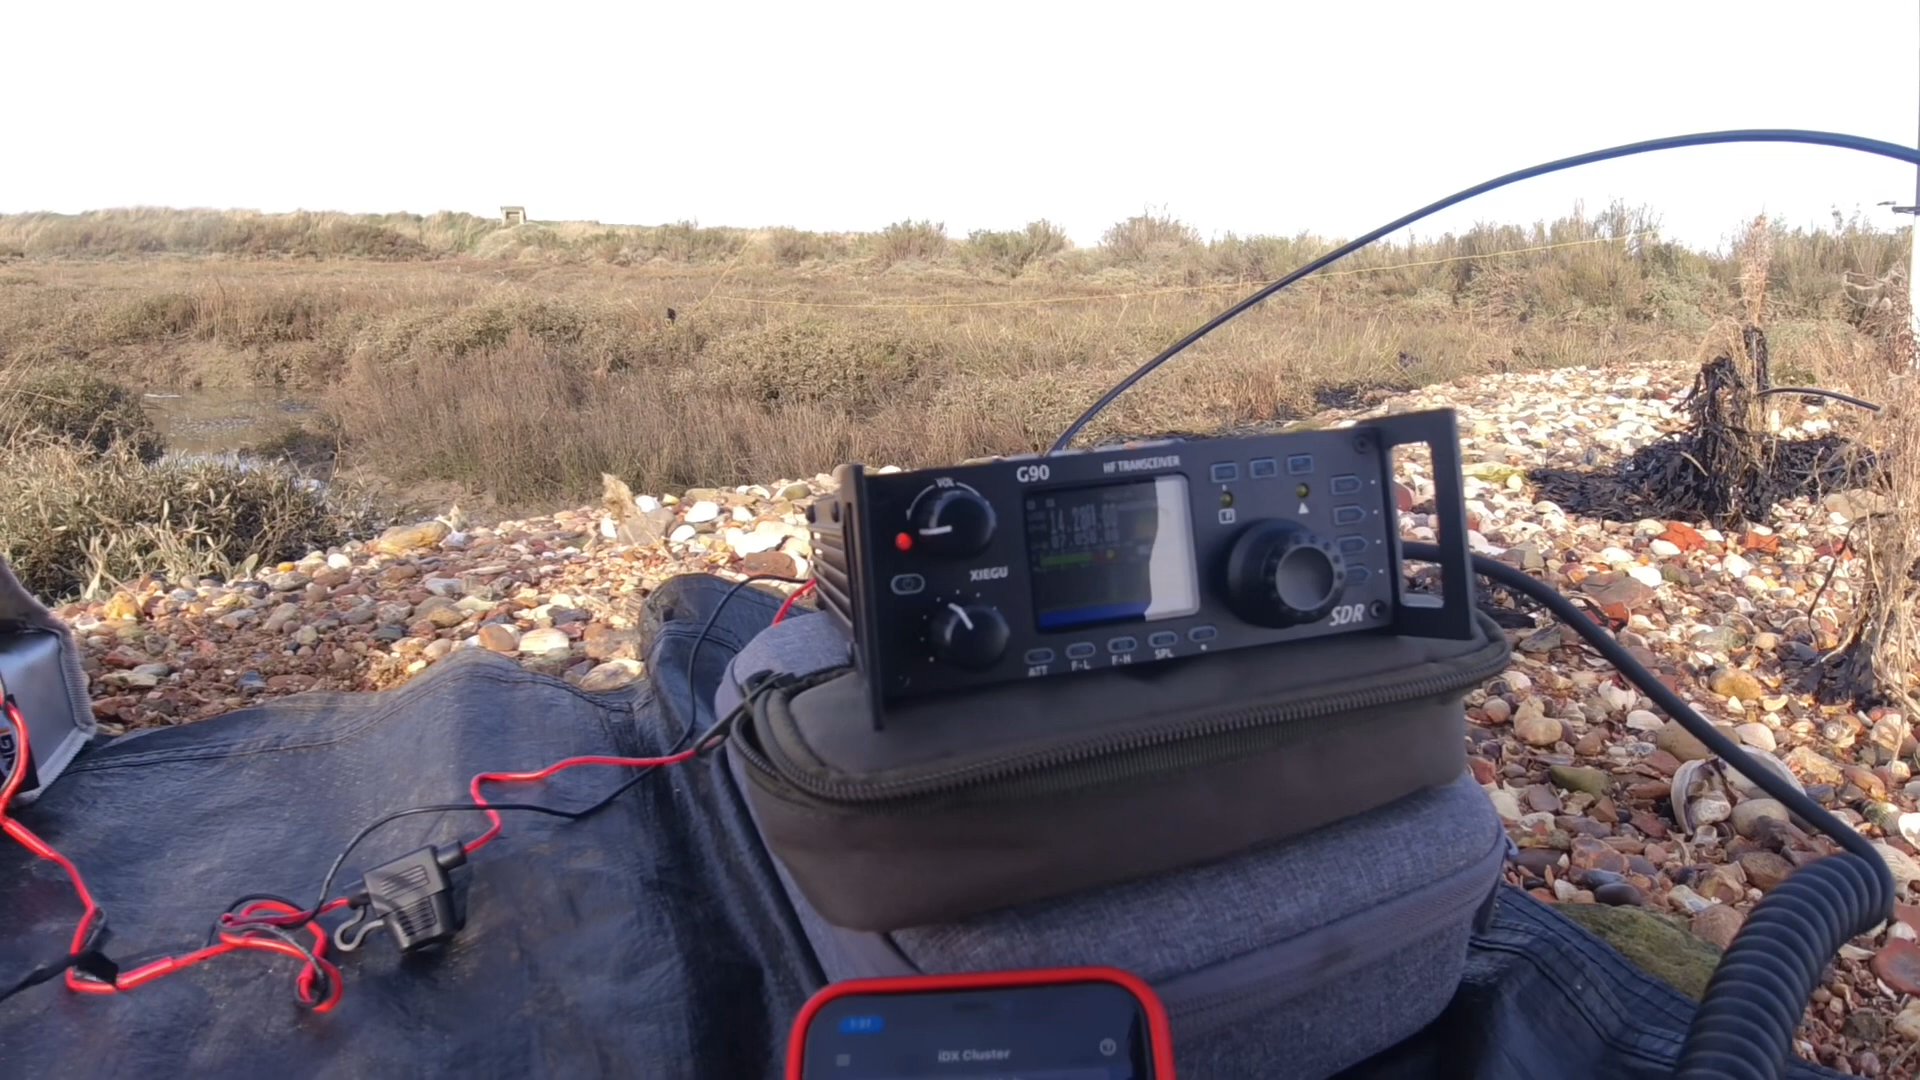 G90
HF TRANSCEIVER
VOL
XIEGU
SDR
ATT
F-L
F-H
SPL
iDX Cluster